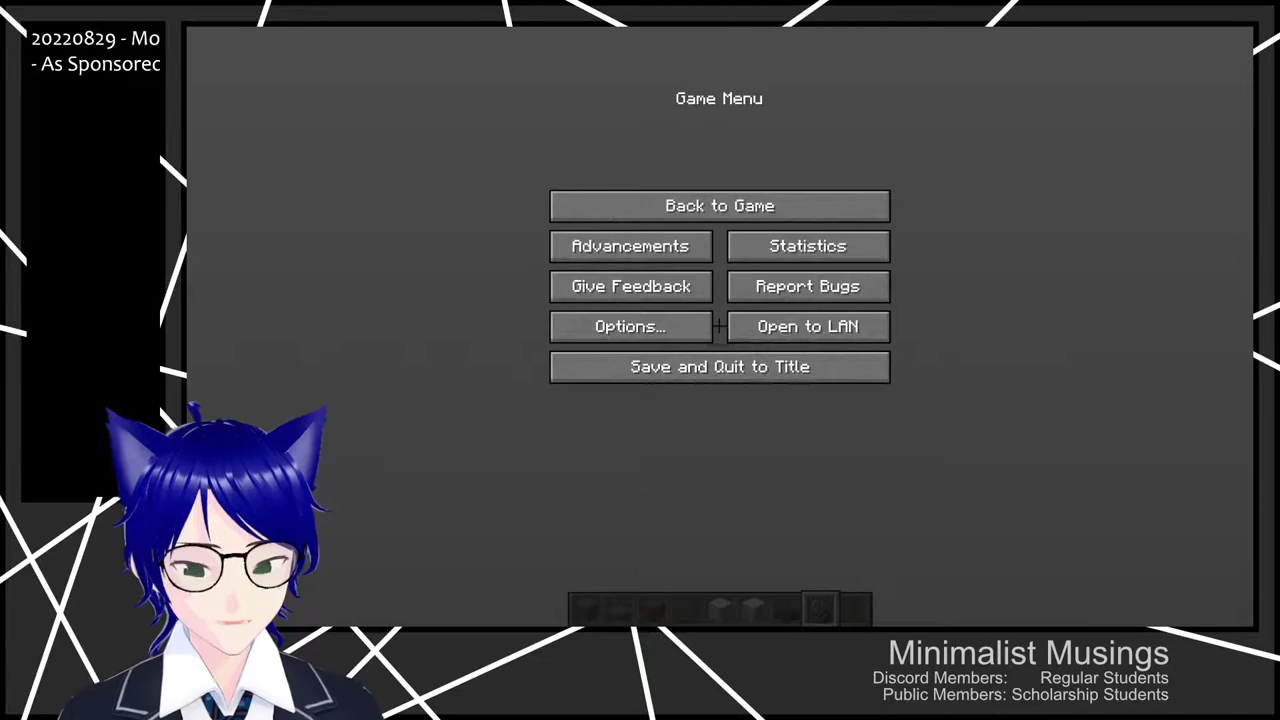 20220829 - Mo
- As Sponsored
Game Menu
Back to Game
Advancements
Statistics
Give Feedback
Report Bugs
Options...
Open to LAN
Save and Quit to Title
Minimalist Musings
Discord Members: Regular Students
Public Members: Scholarship Students